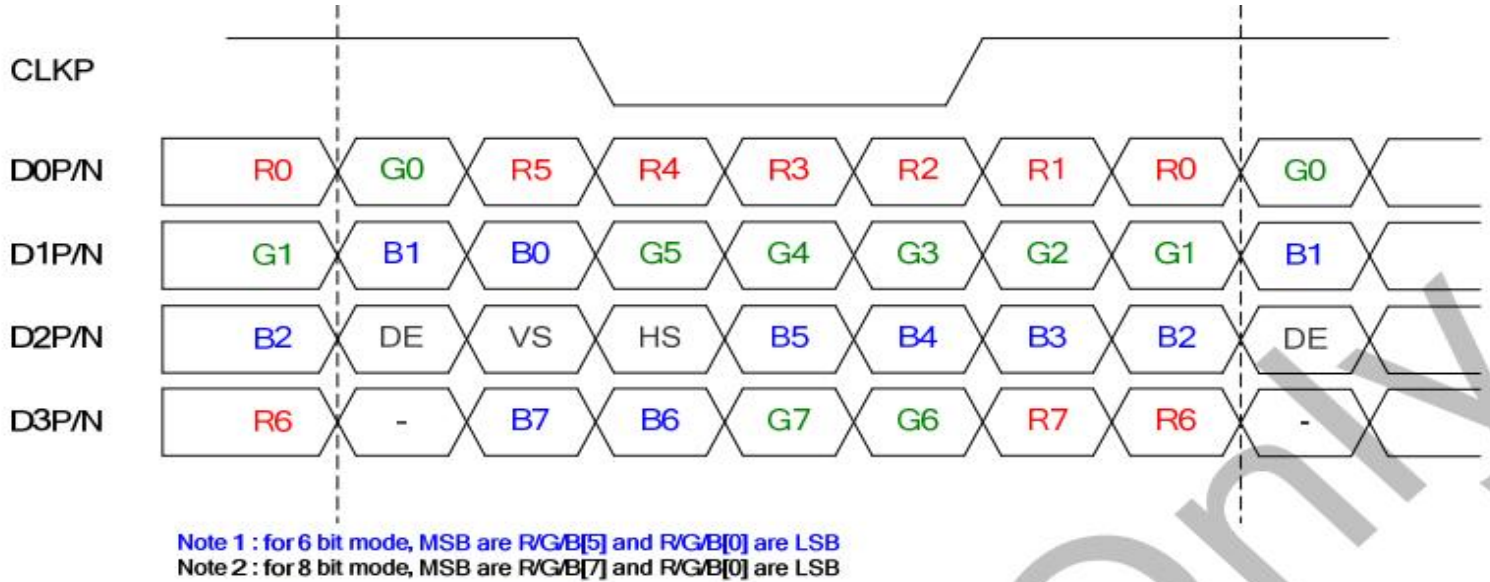 CLKP
D0P/N R0 G0 R5 R4 R3 R2 R1 R0 G0
D1P/N G1 B1 B0 G5 G4 G3 G2 G1 B1
D2P/N B2 DE VS HS B5 B4 B3 B2 DE
D3P/N R6 - B7 B6 G7 G6 R7 R6 -
Note 1 : for 6 bit mode, MSB are R/G/B[5] and R/G/B[0] are LSB
Note 2 : for 8 bit mode, MSB are R/G/B[7] and R/G/B[0] are LSB
Only